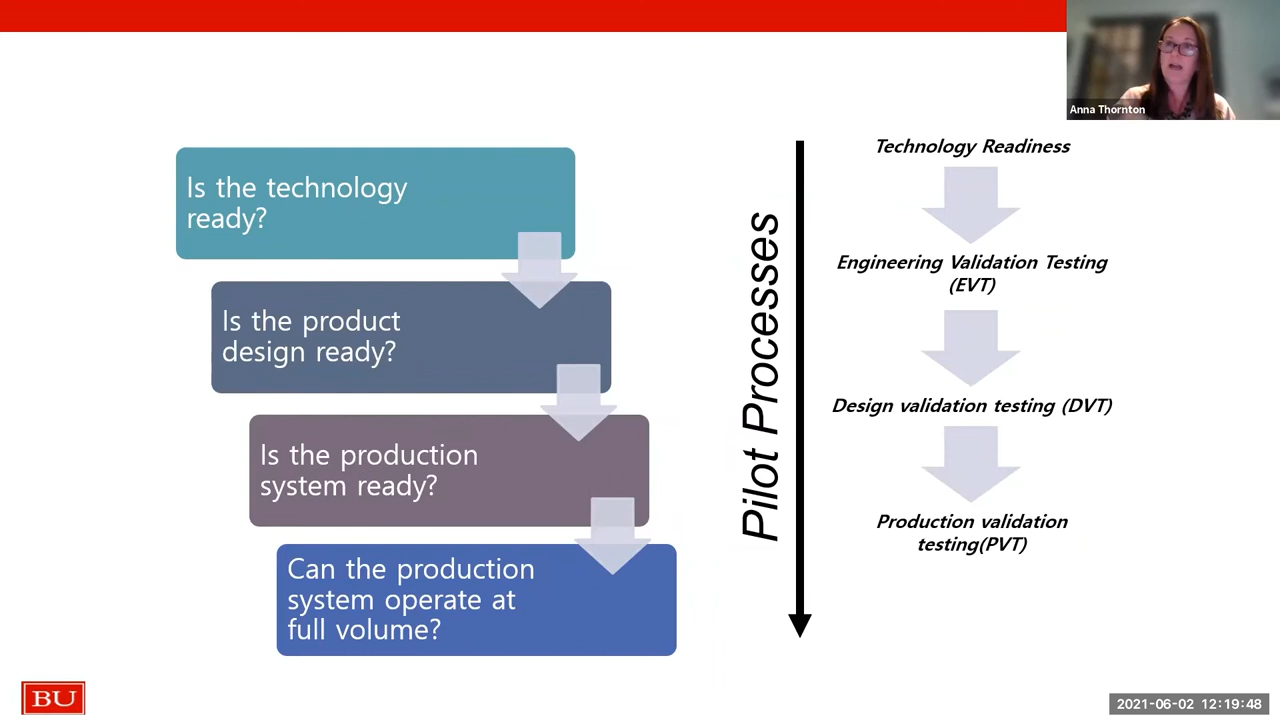 Anna Thornton
Is the technology
ready?
Is the product
design ready?
Is the production
system ready?
Can the production
system operate at
full volume?
Pilot Processes
Technology Readiness
Engineering Validation Testing
(EVT)
Design validation testing (DVT)
Production validation
testing(PVT)
BU
2021-06-02 12:19:48